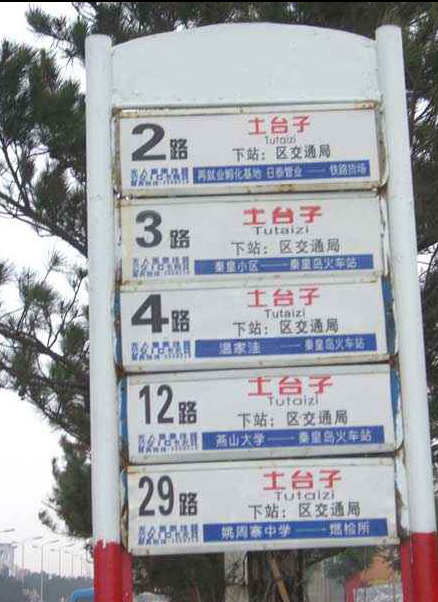 2路
土台子
Tutaizi
下站：区交通局
再就业孵化基地 日泰管业——铁路货场
3路
土台子
Tutaizi
下站：区交通局
秦皇小区——秦皇岛火车站
4路
土台子
Tutaizi
下站：区交通局
温家洼——秦皇岛火车站
12路
土台子
Tutaizi
下站：区交通局
燕山大学——秦皇岛火车站
29路
土台子
Tutaizi
下站：区交通局
姚周寨中学——燃检所